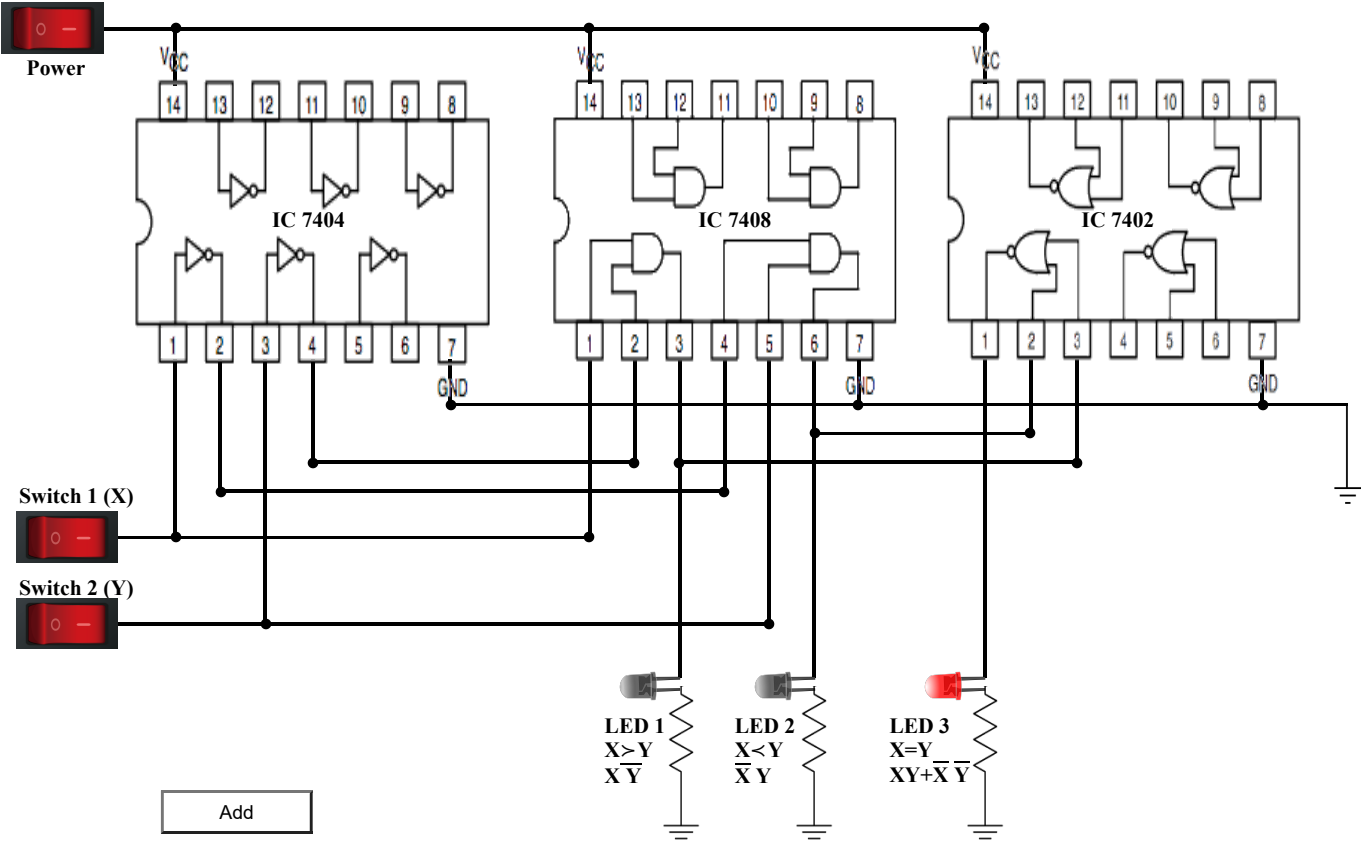 Power
VCC
VCC
VCC
14 13 12 11 10 9 8
14 13 12 11 10 9 8
14 13 12 11 10 9 8
IC 7404
IC 7408
IC 7402
1 2 3 4 5 6 7
1 2 3 4 5 6 7
1 2 3 4 5 6 7
GND
GND
GND
Switch 1 (X)
Switch 2 (Y)
LED 1
X≻Y
X Y̅
LED 2
X≺Y
X̅ Y
LED 3
X=Y
XY+X̅ Y̅
Add